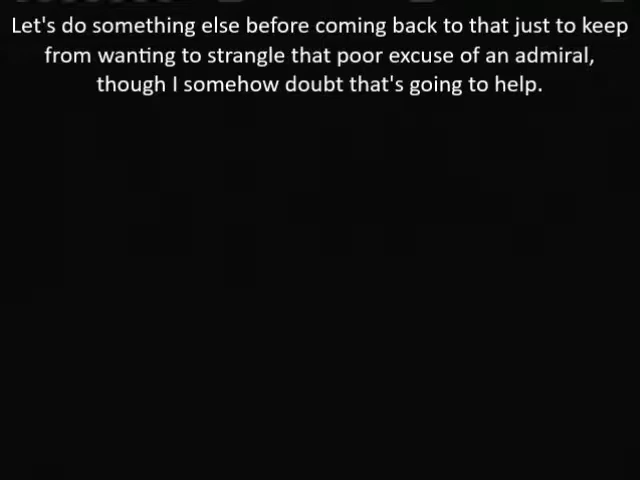 Let's do something else before coming back to that just to keep
from wanting to strangle that poor excuse of an admiral,
though I somehow doubt that's going to help.